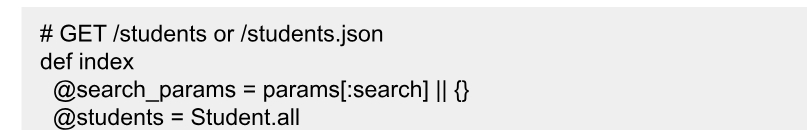 # GET /students or /students.json
def index
  @search_params = params[:search] || {}
  @students = Student.all